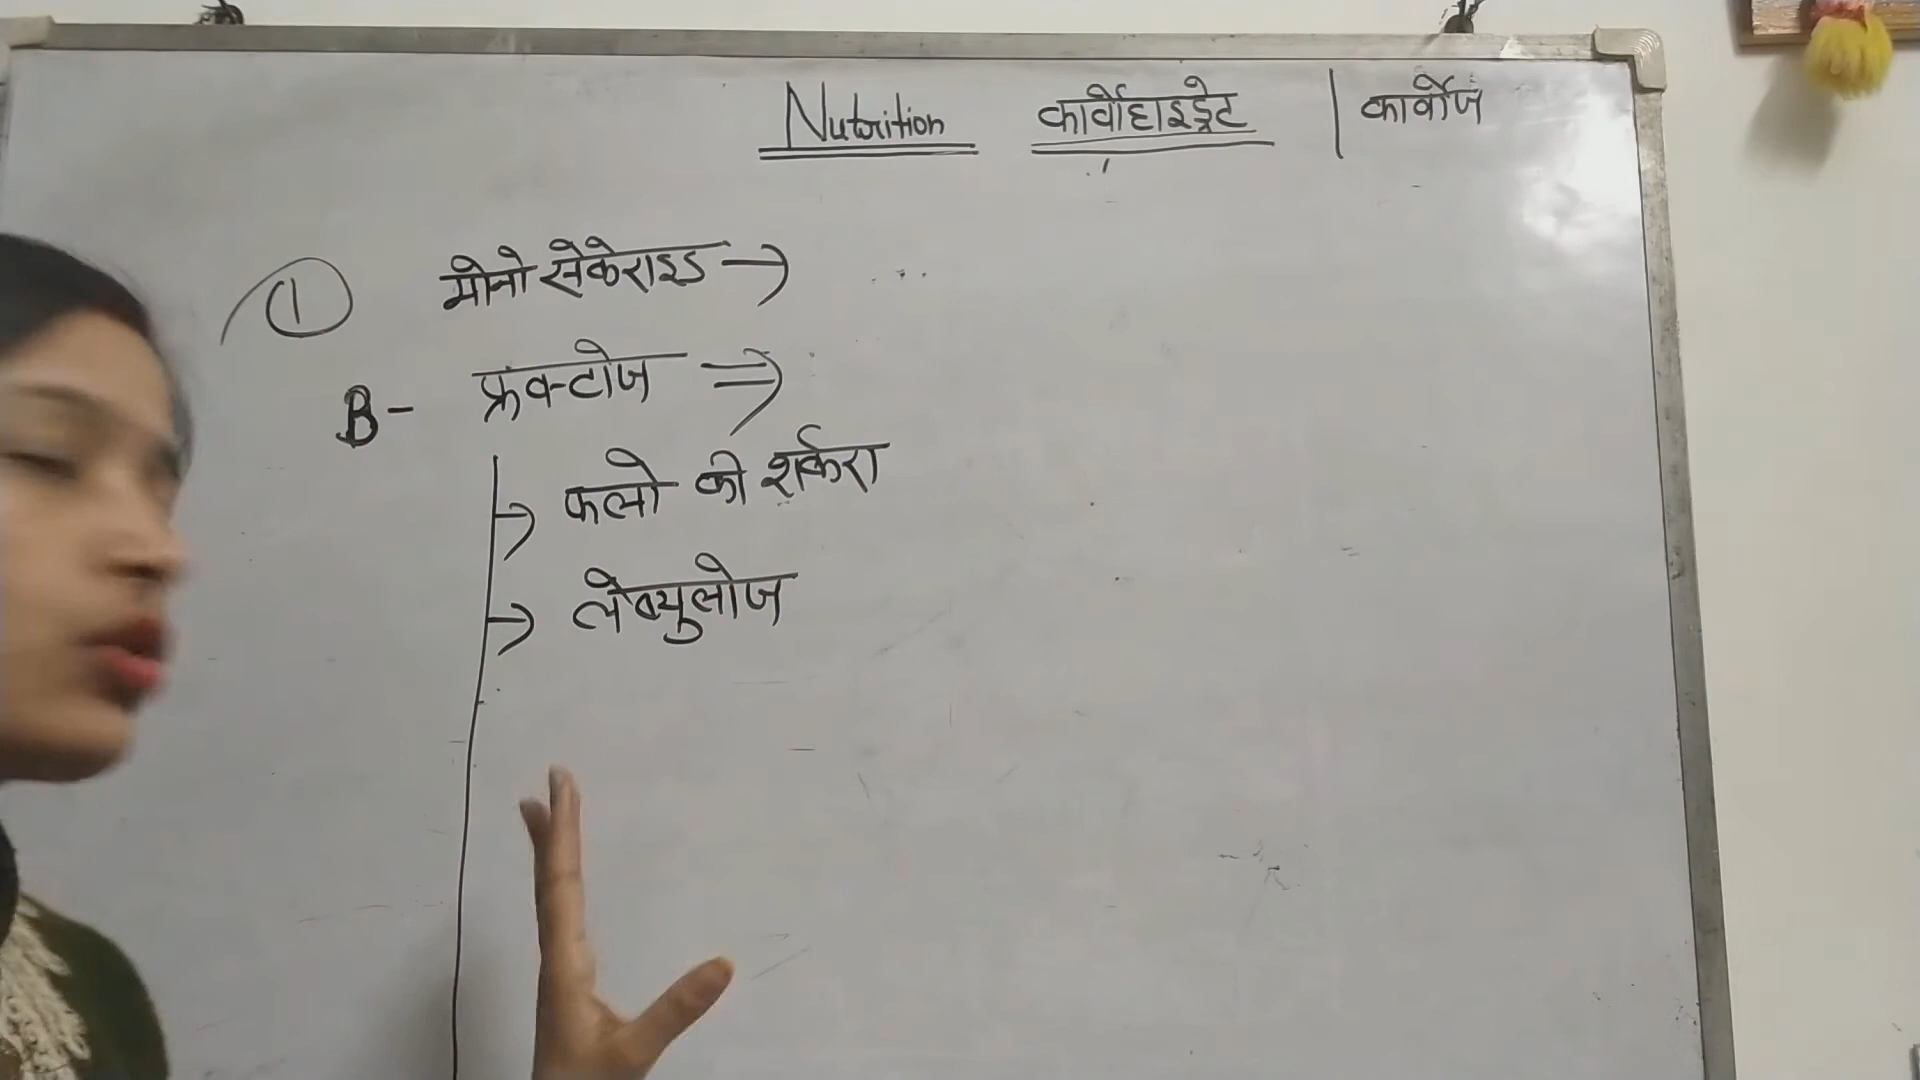 Nutrition कार्वोहाइड्रेट | कार्वोज
① मोनो सेकेराइड →
B- फ्रक्टोज ⇒
→ फलो की शर्करा
→ लेव्युलोज